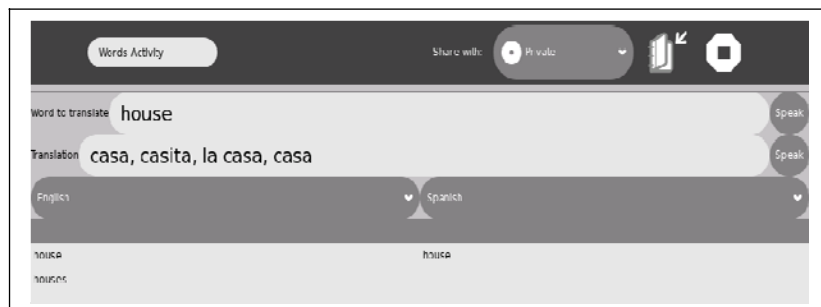 Words Activity
Share with: Private
Word to translate house Speak
Translation casa, casita, la casa, casa Speak
English Spanish
house house
houses